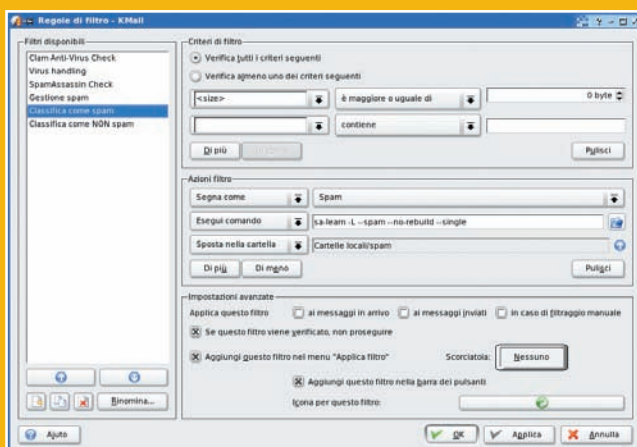 Regole di filtro - KMail
Filtri disponibili
Clam Anti-Virus Check
Virus handling
SpamAssassin Check
Gestione spam
Classifica come spam
Classifica come NON spam
Rinomina...
Criteri di filtro
Verifica tutti i criteri seguenti
Verifica almeno uno dei criteri seguenti
<size> è maggiore o uguale di 0 byte
contiene
Di più Pulisci
Azioni filtro
Segna come Spam
Esegui comando sa-learn -L --spam --no-rebuild --single
Sposta nella cartella Cartelle locali/spam
Di più Di meno Pulisci
Impostazioni avanzate
Applica questo filtro ai messaggi in arrivo ai messaggi inviati in caso di filtraggio manuale
Se questo filtro viene verificato, non proseguire
Aggiungi questo filtro nel menu "Applica filtro" Scorciatoia: Nessuno
Aggiungi questo filtro nella barra dei pulsanti
Icona per questo filtro:
Aiuto OK Applica Annulla